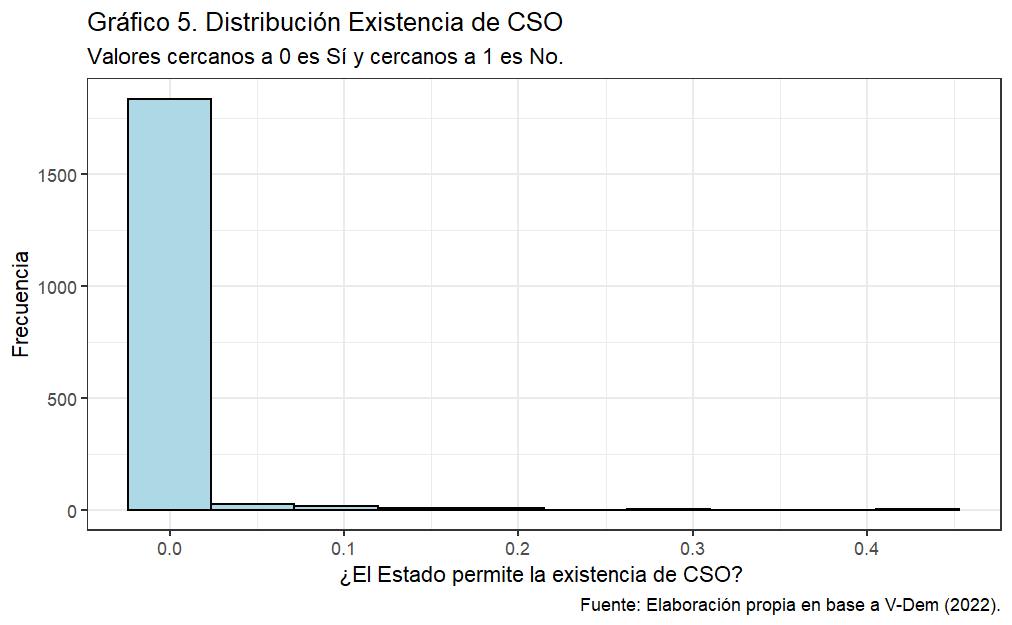 Gráfico 5. Distribución Existencia de CSO
Valores cercanos a 0 es Sí y cercanos a 1 es No.
Frecuencia
1500
1000
500
0
0.0
0.1
0.2
0.3
0.4
¿El Estado permite la existencia de CSO?
Fuente: Elaboración propia en base a V-Dem (2022).